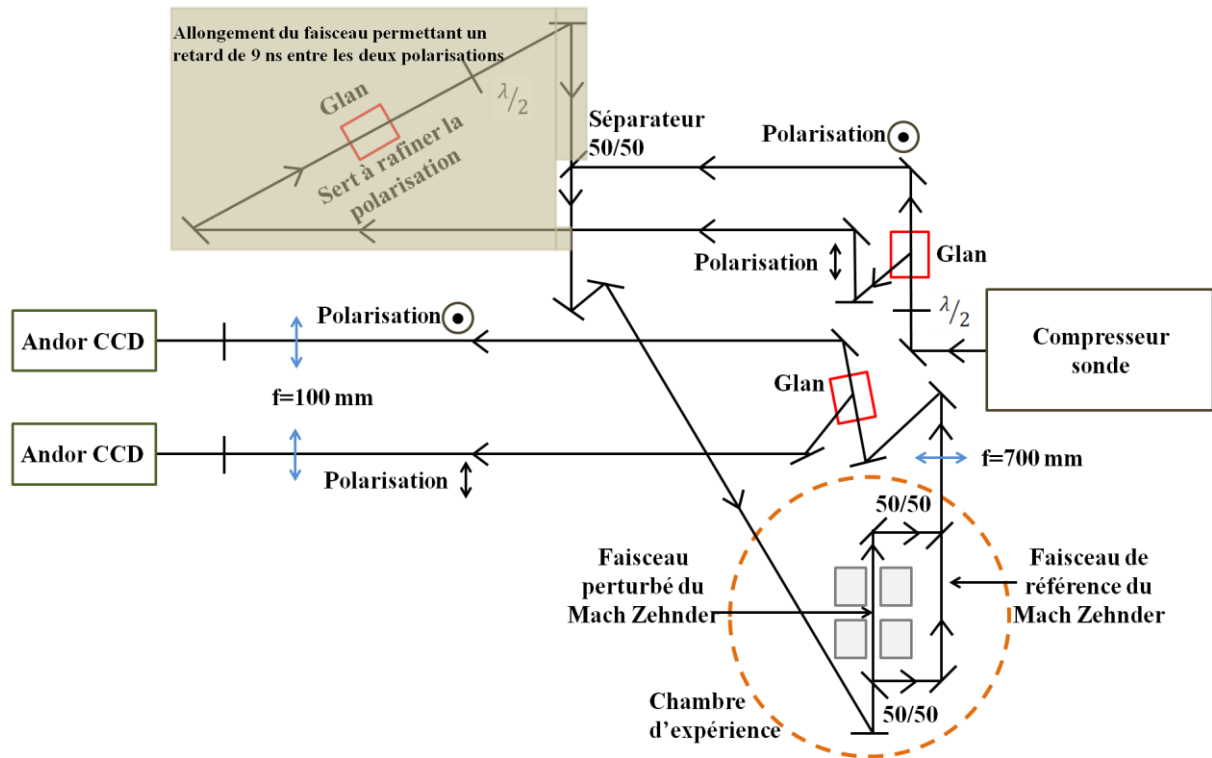 Allongement du faisceau permettant un
retard de 9 ns entre les deux polarisations
Glan
λ/2
Sert à rafiner la
polarisation
Séparateur
50/50
Polarisation
Polarisation
Glan
λ/2
Compresseur
sonde
Andor CCD
Polarisation
f=100 mm
Glan
Andor CCD
Polarisation
f=700 mm
50/50
Faisceau
perturbé du
Mach Zehnder
Faisceau de
référence du
Mach Zehnder
Chambre
d'expérience
50/50